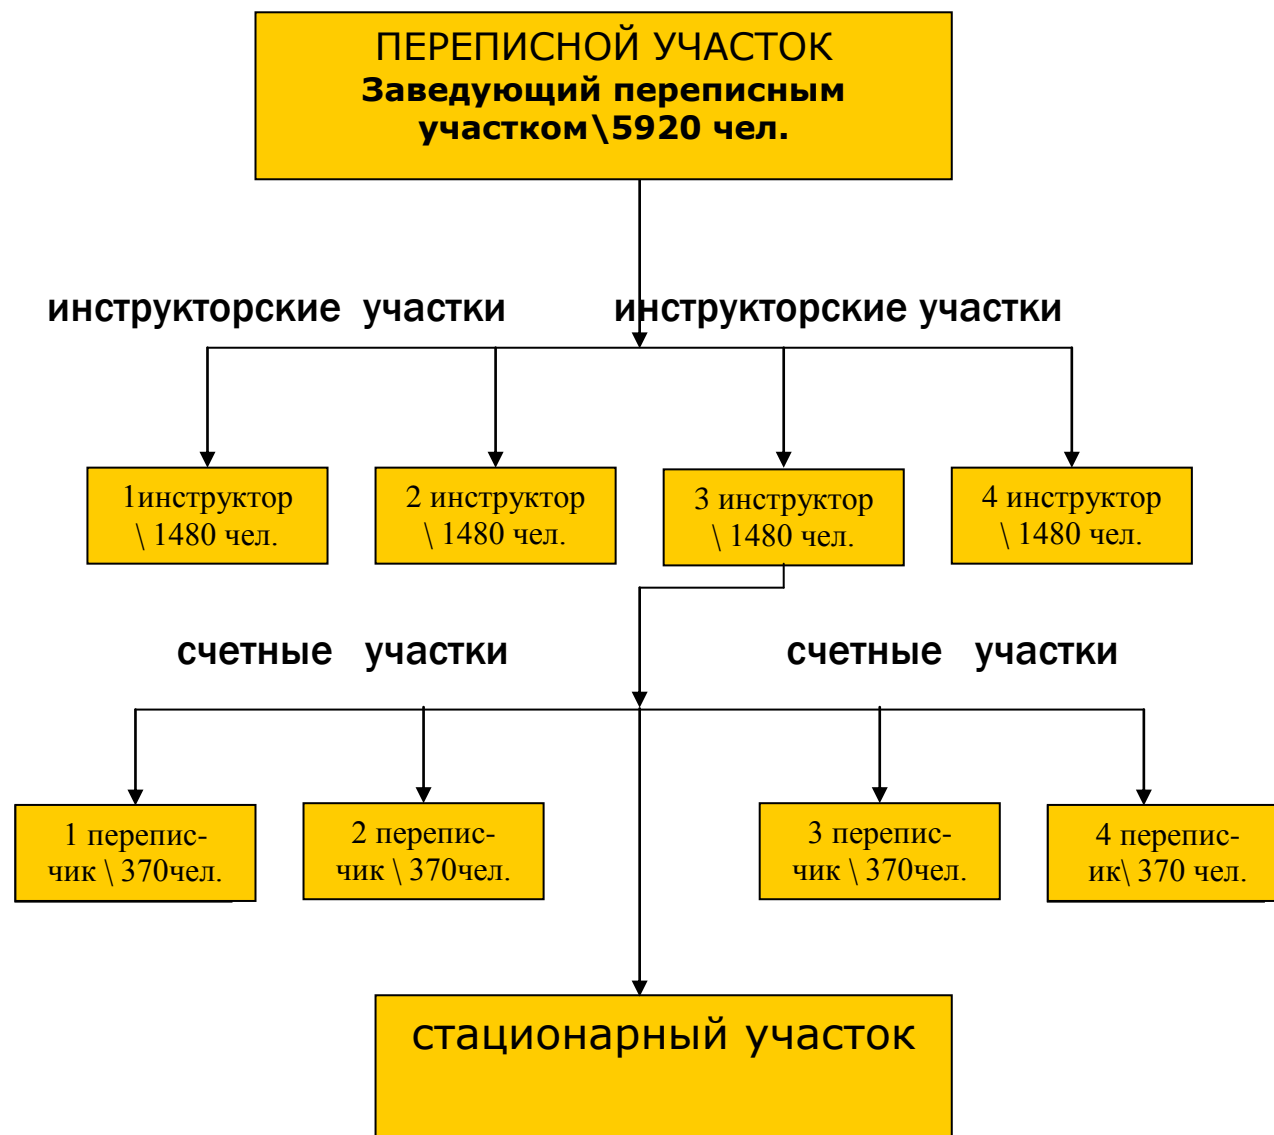 ПЕРЕПИСНОЙ УЧАСТОК
Заведующий переписным
участком\5920 чел.
инструкторские участки
инструкторские участки
1инструктор
\ 1480 чел.
2 инструктор
\ 1480 чел.
3 инструктор
\ 1480 чел.
4 инструктор
\ 1480 чел.
счетные участки
счетные участки
1 перепис-
чик \ 370чел.
2 перепис-
чик \ 370чел.
3 перепис-
чик \ 370чел.
4 перепис-
ик\ 370 чел.
стационарный участок